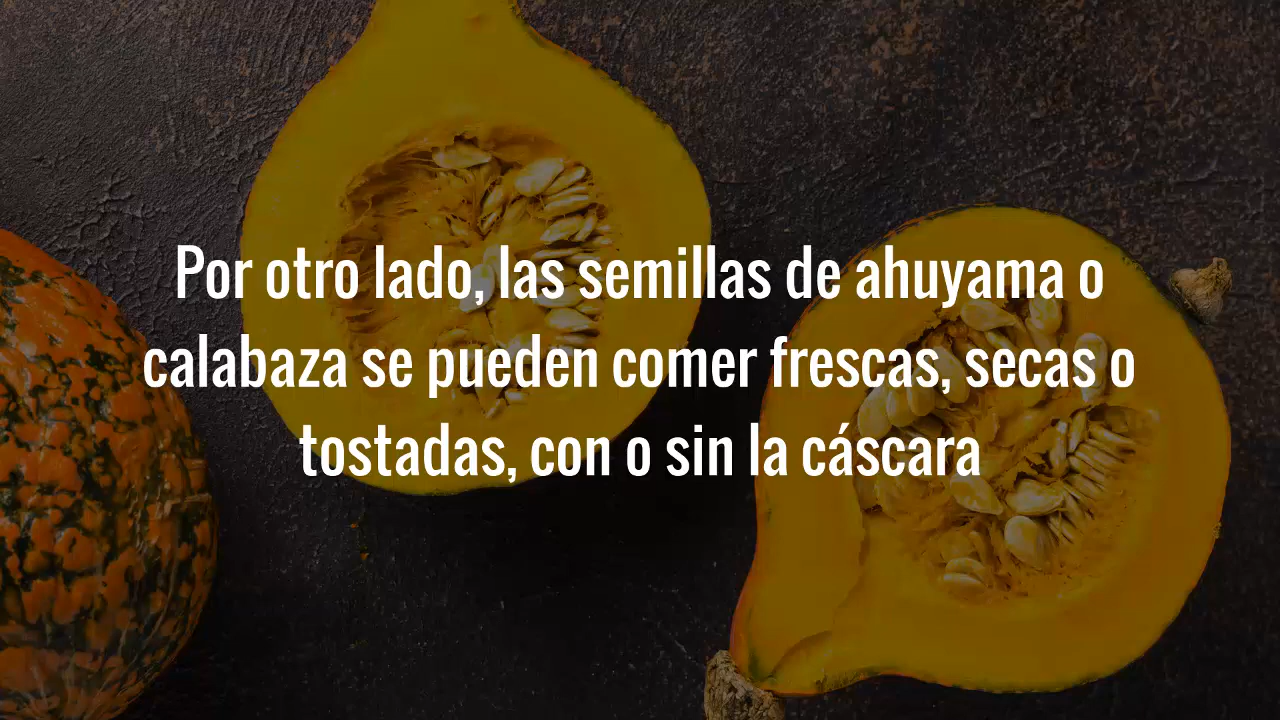 Por otro lado, las semillas de ahuyama o
calabaza se pueden comer frescas, secas o
tostadas, con o sin la cáscara